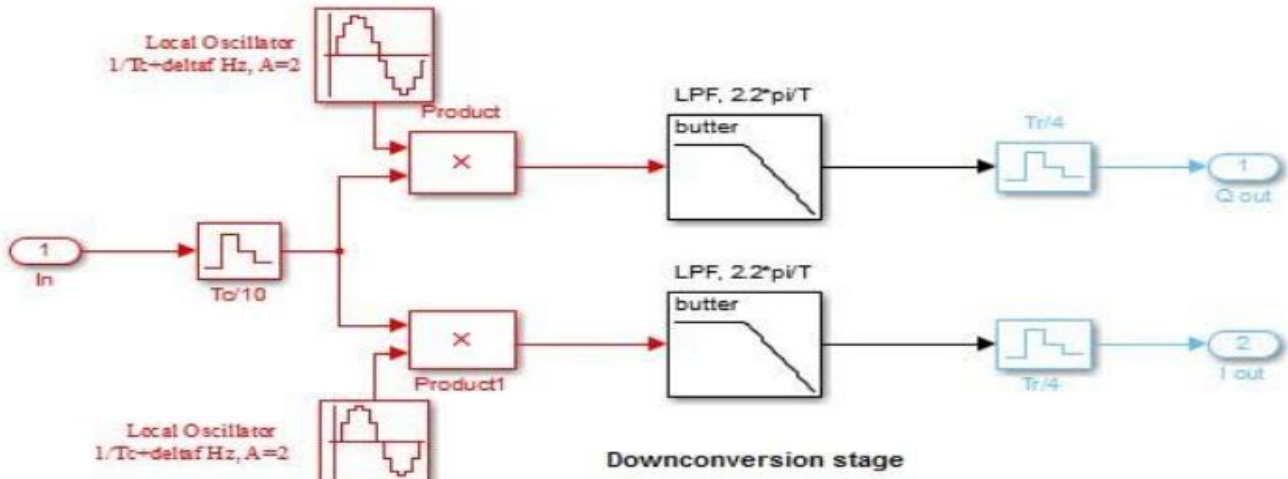 Local Oscillator
1/Tc+deltaf Hz, A=2
Product
×
LPF, 2.2*pi/T
butter
Tr/4
1
Q out
1
In
Tc/10
×
Product1
LPF, 2.2*pi/T
butter
Tr/4
2
I out
Local Oscillator
1/Tc+deltaf Hz, A=2
Downconversion stage